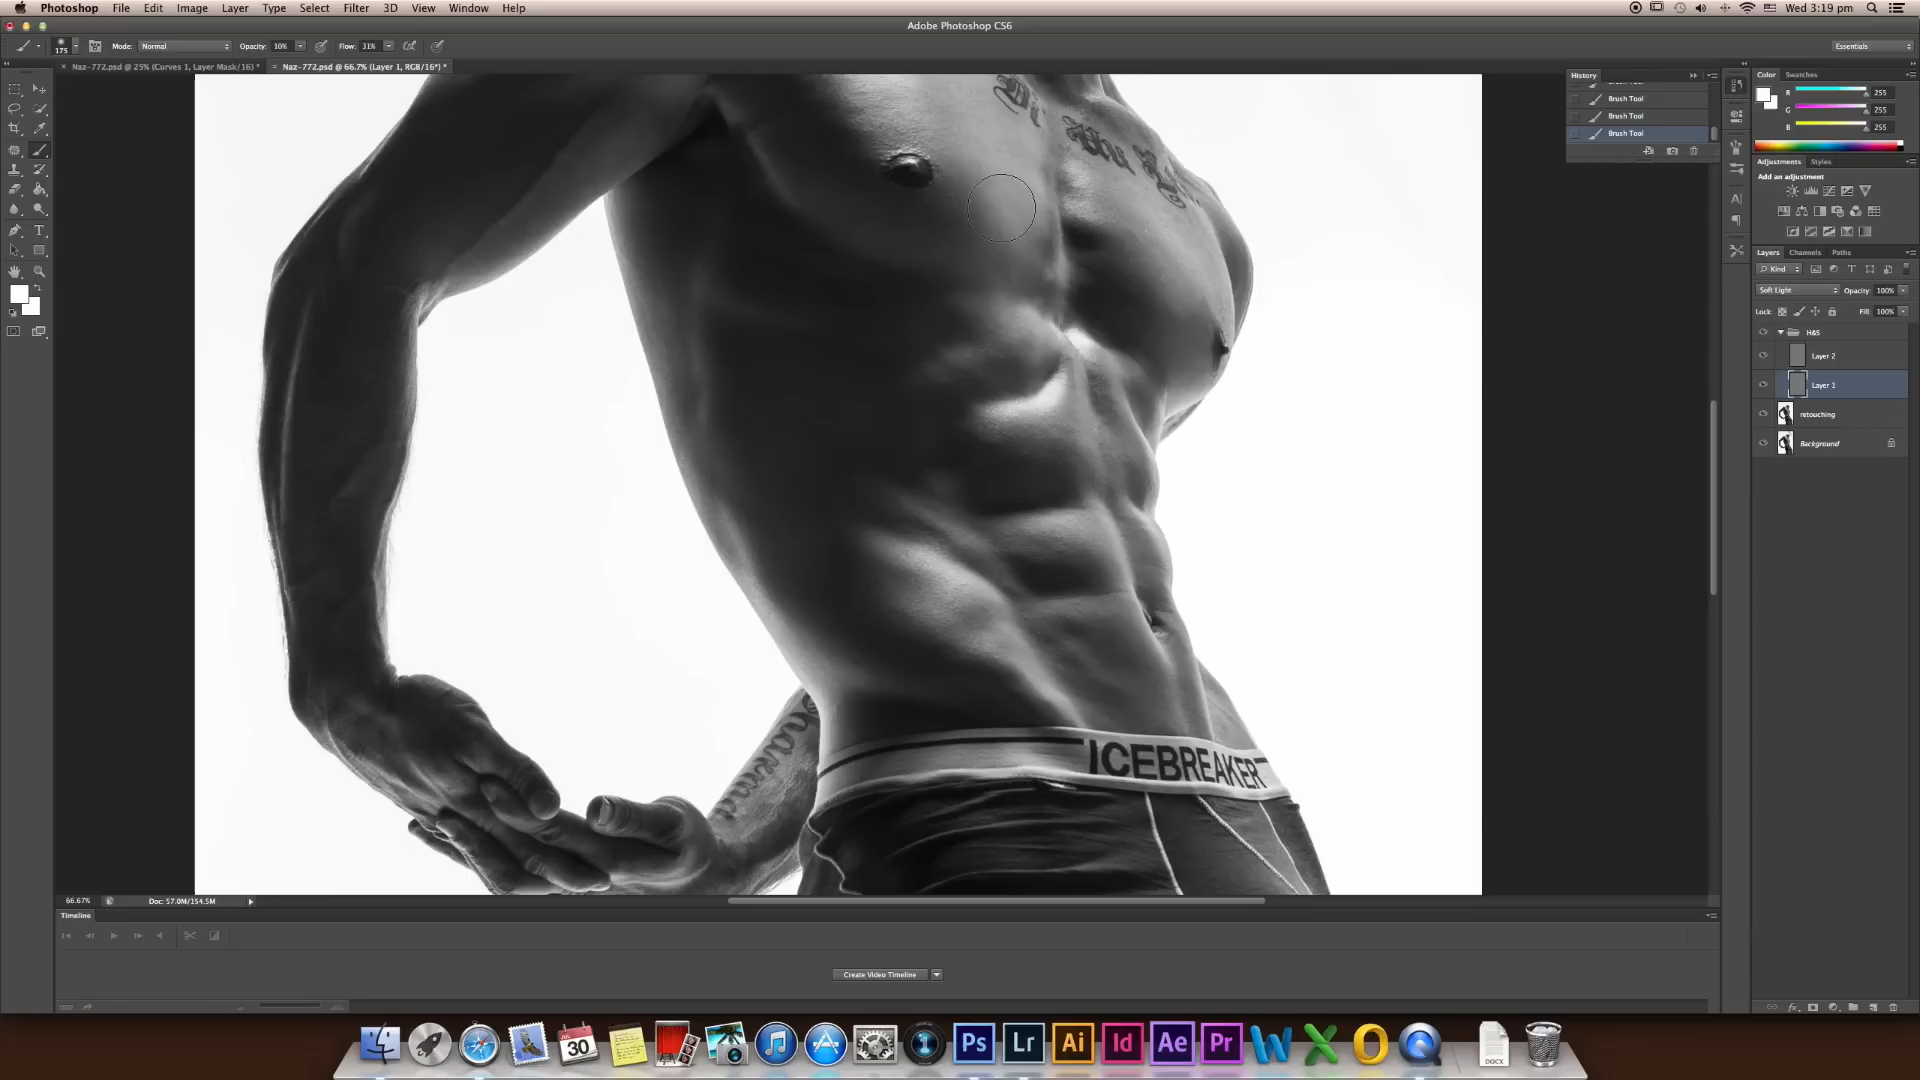 Photoshop File Edit Image Layer Type Select Filter 3D View Window Help Wed 3:19 pm
Adobe Photoshop CS6
175 Mode: Normal Opacity: 10% Flow: 31% Essentials
Naz-772.psd @ 25% (Curves 1, Layer Mask/16) * Naz-772.psd @ 66.7% (Layer 1, RGB/16*) *
History
Brush Tool
Brush Tool
Brush Tool
Color Swatches
R 255
G 255
B 255
Adjustments Styles
Add an adjustment
Layers Channels Paths
Kind
Soft Light Opacity: 100%
Lock: Fill: 100%
H&S
Layer 2
Layer 1
retouching
Background
ICEBREAKER
66.67% Doc: 57.0M/154.5M
Timeline
Create Video Timeline
JUL
30
Ps Lr Ai Id Ae Pr
DOCX